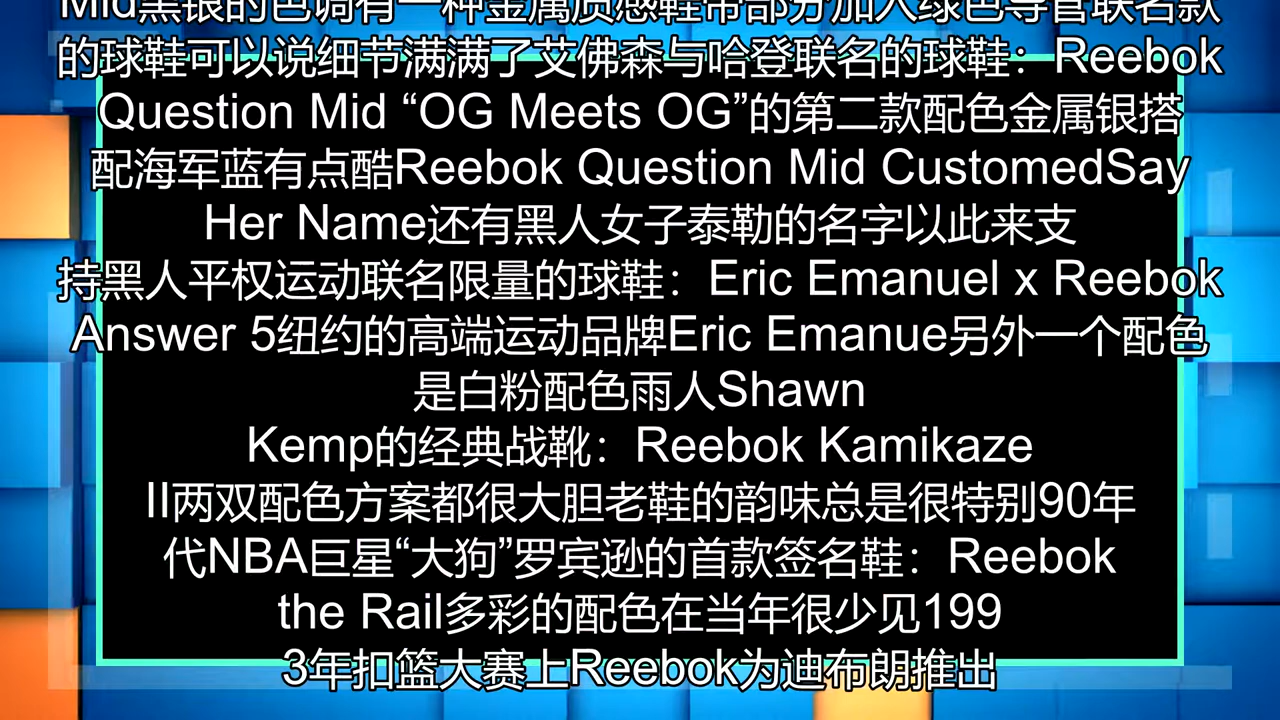 Mid黑银的色调有一种金属质感鞋带部分加入绿色导管联名款
的球鞋可以说细节满满了艾佛森与哈登联名的球鞋：Reebok
Question Mid “OG Meets OG”的第二款配色金属银搭
配海军蓝有点酷Reebok Question Mid CustomedSay
Her Name还有黑人女子泰勒的名字以此来支
持黑人平权运动联名限量的球鞋：Eric Emanuel x Reebok
Answer 5纽约的高端运动品牌Eric Emanue另外一个配色
是白粉配色雨人Shawn
Kemp的经典战靴：Reebok Kamikaze
II两双配色方案都很大胆老鞋的韵味总是很特别90年
代NBA巨星“大狗”罗宾逊的首款签名鞋：Reebok
the Rail多彩的配色在当年很少见199
3年扣篮大赛上Reebok为迪布朗推出